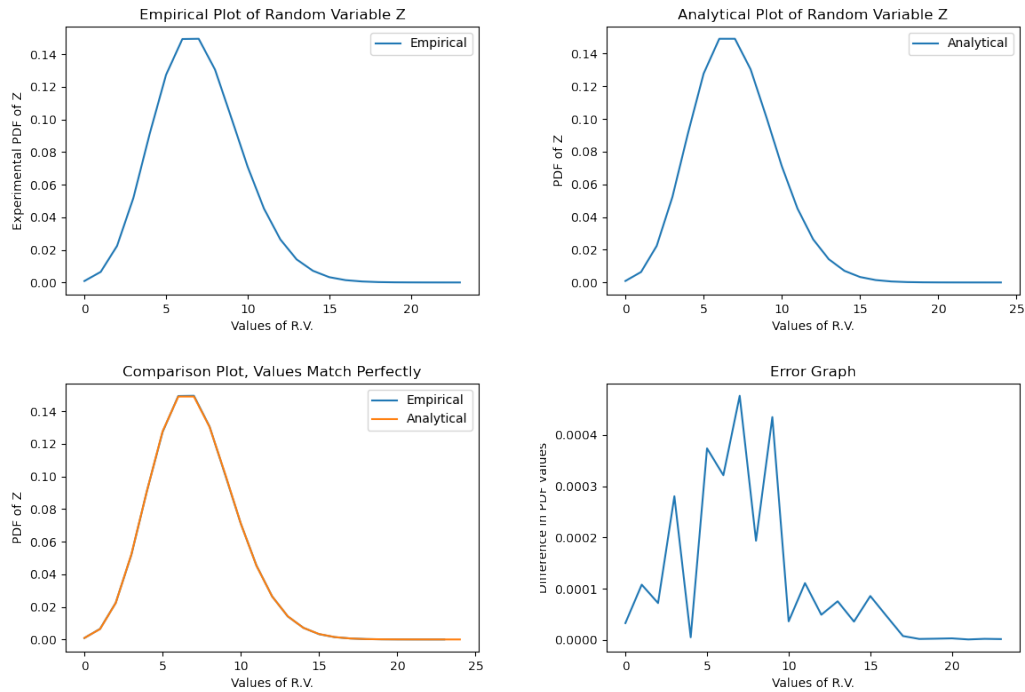 Empirical Plot of Random Variable Z
Experimental PDF of Z
0.14
0.12
0.10
0.08
0.06
0.04
0.02
0.00
Empirical
0 5 10 15 20
Values of R.V.
Analytical Plot of Random Variable Z
PDF of Z
0.14
0.12
0.10
0.08
0.06
0.04
0.02
0.00
Analytical
0 5 10 15 20 25
Values of R.V.
Comparison Plot, Values Match Perfectly
PDF of Z
0.14
0.12
0.10
0.08
0.06
0.04
0.02
0.00
Empirical
Analytical
0 5 10 15 20 25
Values of R.V.
Error Graph
Difference in PDF values
0.0004
0.0003
0.0002
0.0001
0.0000
0 5 10 15 20
Values of R.V.